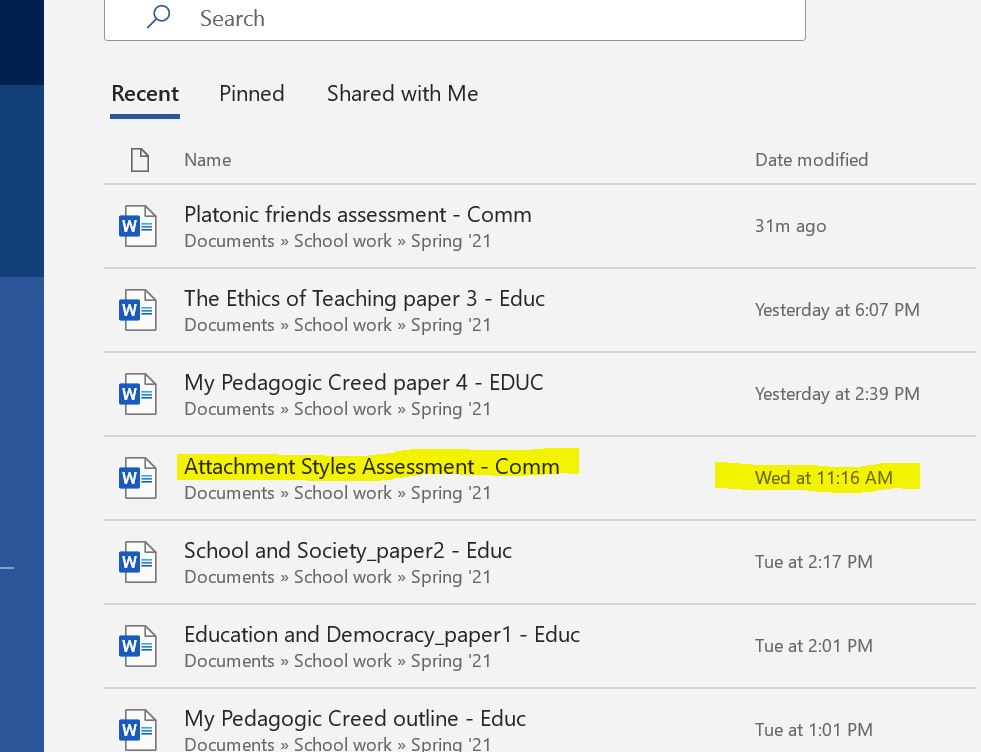 Search
Recent Pinned Shared with Me
Name Date modified
Platonic friends assessment - Comm
Documents » School work » Spring '21
31m ago
The Ethics of Teaching paper 3 - Educ
Documents » School work » Spring '21
Yesterday at 6:07 PM
My Pedagogic Creed paper 4 - EDUC
Documents » School work » Spring '21
Yesterday at 2:39 PM
Attachment Styles Assessment - Comm
Documents » School work » Spring '21
Wed at 11:16 AM
School and Society_paper2 - Educ
Documents » School work » Spring '21
Tue at 2:17 PM
Education and Democracy_paper1 - Educ
Documents » School work » Spring '21
Tue at 2:01 PM
My Pedagogic Creed outline - Educ
Documents » School work » Spring '21
Tue at 1:01 PM